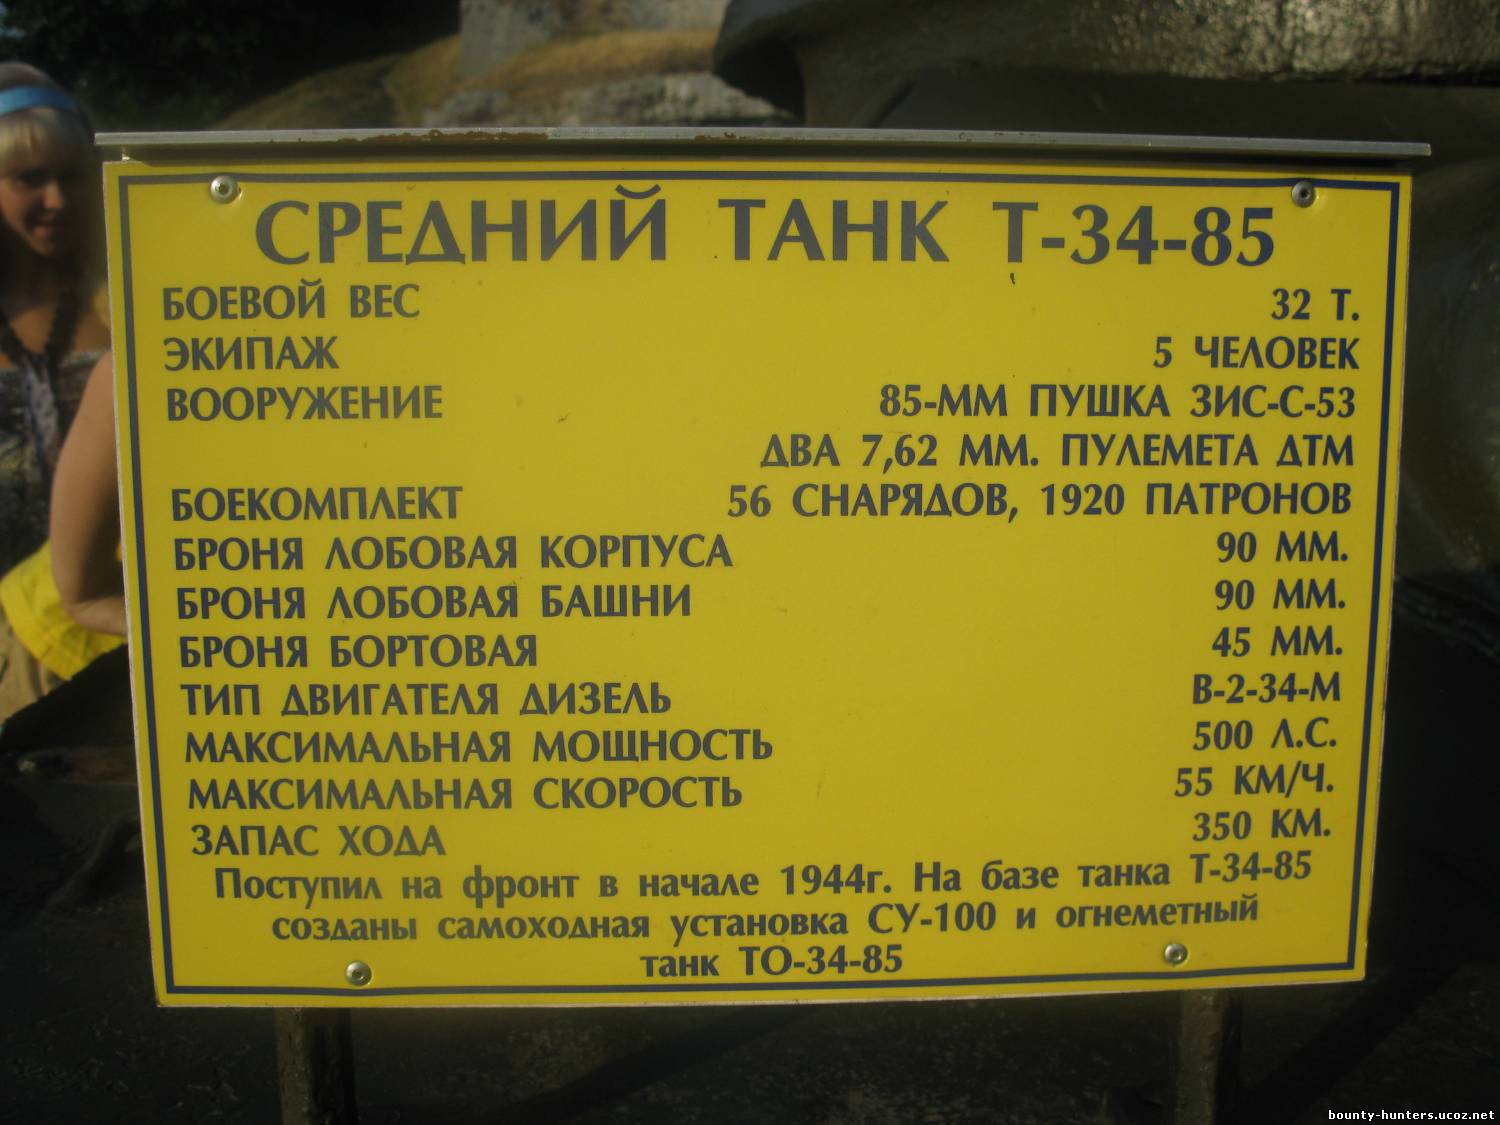 СРЕДНИЙ ТАНК Т-34-85
БОЕВОЙ ВЕС 32 Т.
ЭКИПАЖ 5 ЧЕЛОВЕК
ВООРУЖЕНИЕ 85-ММ ПУШКА ЗИС-С-53
ДВА 7,62 ММ. ПУЛЕМЕТА ДТМ
БОЕКОМПЛЕКТ 56 СНАРЯДОВ, 1920 ПАТРОНОВ
БРОНЯ ЛОБОВАЯ КОРПУСА 90 ММ.
БРОНЯ ЛОБОВАЯ БАШНИ 90 ММ.
БРОНЯ БОРТОВАЯ 45 ММ.
ТИП ДВИГАТЕЛЯ ДИЗЕЛЬ В-2-34-М
МАКСИМАЛЬНАЯ МОЩНОСТЬ 500 Л.С.
МАКСИМАЛЬНАЯ СКОРОСТЬ 55 КМ/Ч.
ЗАПАС ХОДА 350 КМ.
Поступил на фронт в начале 1944г. На базе танка Т-34-85
созданы самоходная установка СУ-100 и огнеметный
танк ТО-34-85
bounty-hunters.ucoz.net